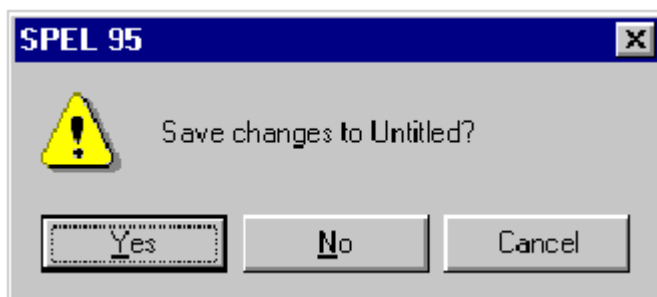 SPEL 95
Save changes to Untitled?
Yes
No
Cancel